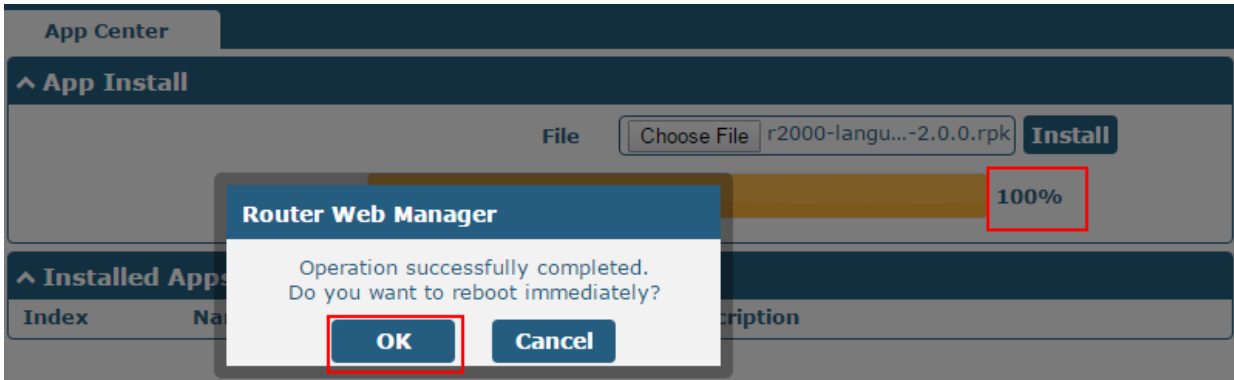 App Center
App Install
File Choose File r2000-langu...-2.0.0.rpk Install
100%
Router Web Manager
Operation successfully completed.
Do you want to reboot immediately?
OK Cancel
Installed Apps
Index